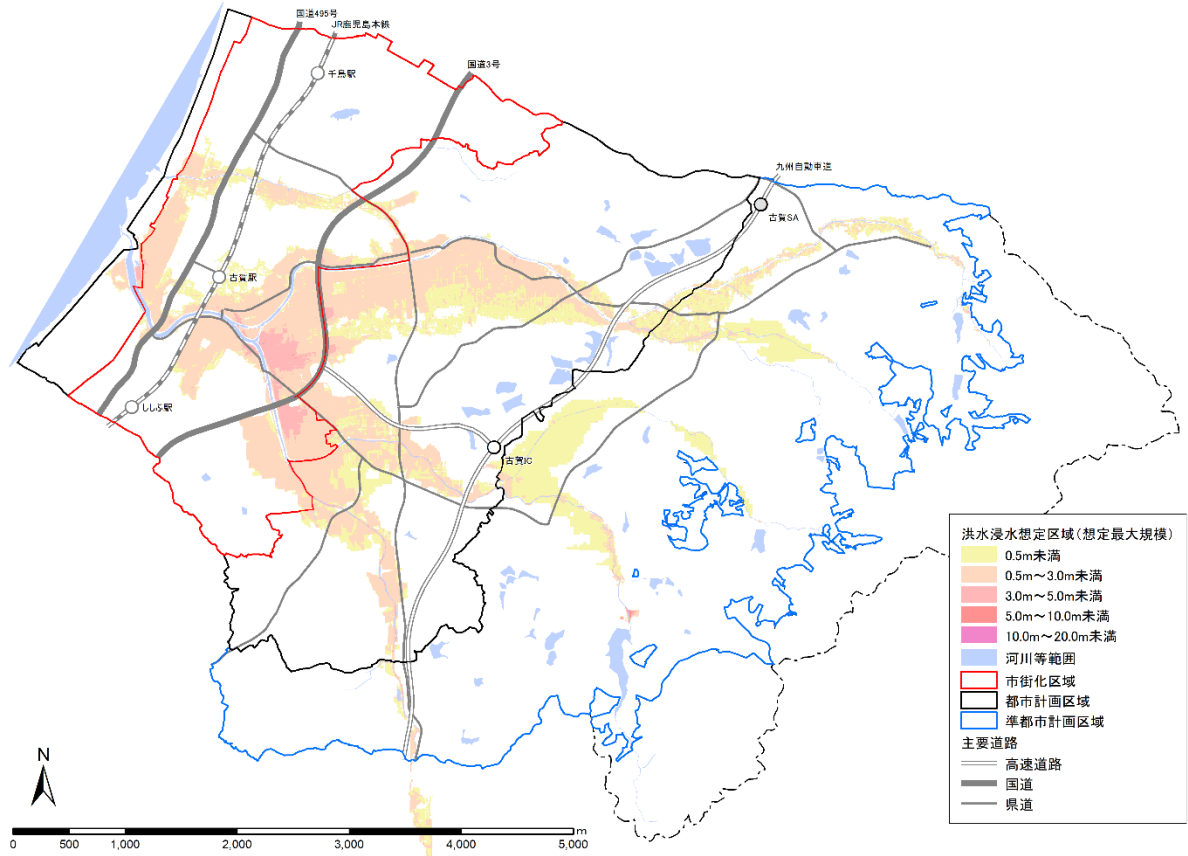 国道495号
JR鹿児島本線
千鳥駅
国道3号
九州自動車道
古賀SA
古賀駅
ししぶ駅
古賀IC
洪水浸水想定区域(想定最大規模)
0.5m未満
0.5m～3.0m未満
3.0m～5.0m未満
5.0m～10.0m未満
10.0m～20.0m未満
河川等範囲
市街化区域
都市計画区域
準都市計画区域
主要道路
高速道路
国道
県道
N
m
0 500 1,000 2,000 3,000 4,000 5,000